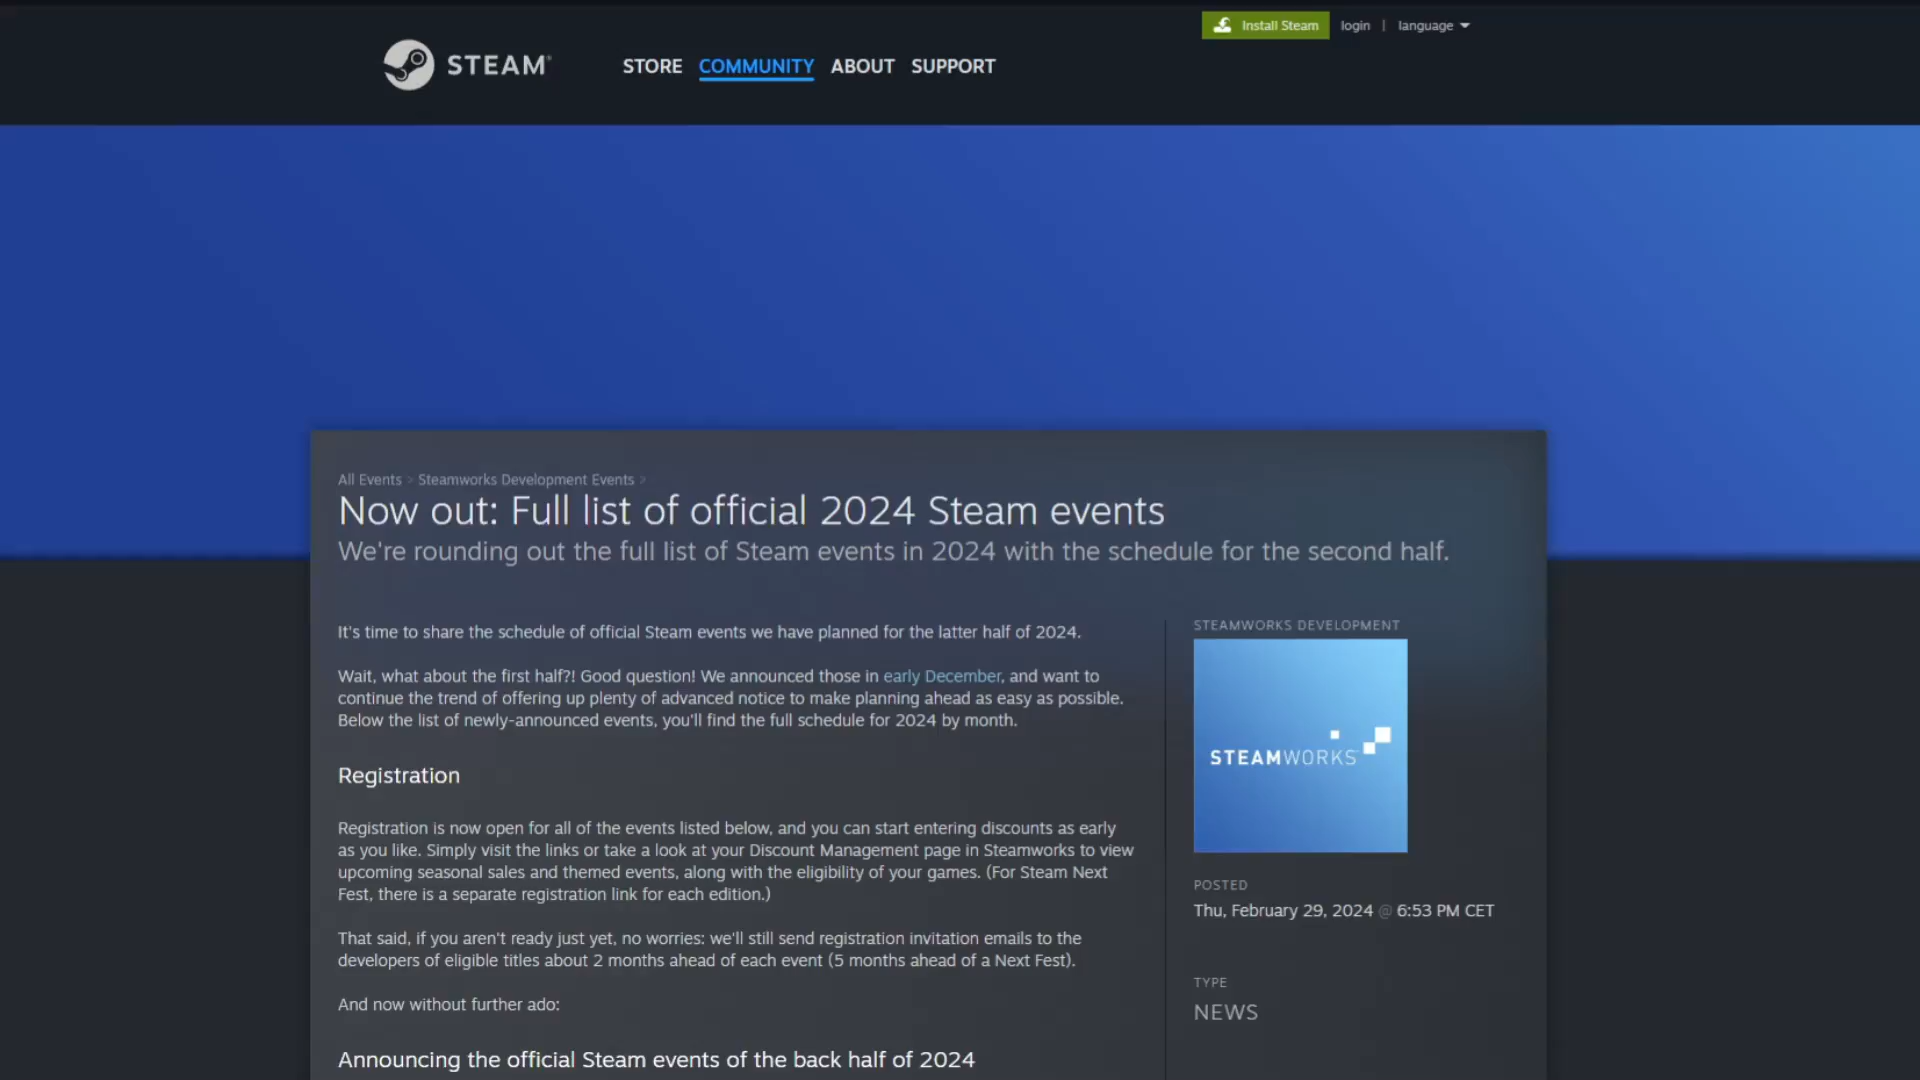 Install Steam login | language
STEAM®
STORE COMMUNITY ABOUT SUPPORT
All Events > Steamworks Development Events >
Now out: Full list of official 2024 Steam events
We're rounding out the full list of Steam events in 2024 with the schedule for the second half.
It's time to share the schedule of official Steam events we have planned for the latter half of 2024.
Wait, what about the first half?! Good question! We announced those in early December, and want to
continue the trend of offering up plenty of advanced notice to make planning ahead as easy as possible.
Below the list of newly-announced events, you'll find the full schedule for 2024 by month.
Registration
Registration is now open for all of the events listed below, and you can start entering discounts as early
as you like. Simply visit the links or take a look at your Discount Management page in Steamworks to view
upcoming seasonal sales and themed events, along with the eligibility of your games. (For Steam Next
Fest, there is a separate registration link for each edition.)
That said, if you aren't ready just yet, no worries: we'll still send registration invitation emails to the
developers of eligible titles about 2 months ahead of each event (5 months ahead of a Next Fest).
And now without further ado:
Announcing the official Steam events of the back half of 2024
STEAMWORKS DEVELOPMENT
STEAMWORKS
POSTED
Thu, February 29, 2024 @ 6:53 PM CET
TYPE
NEWS